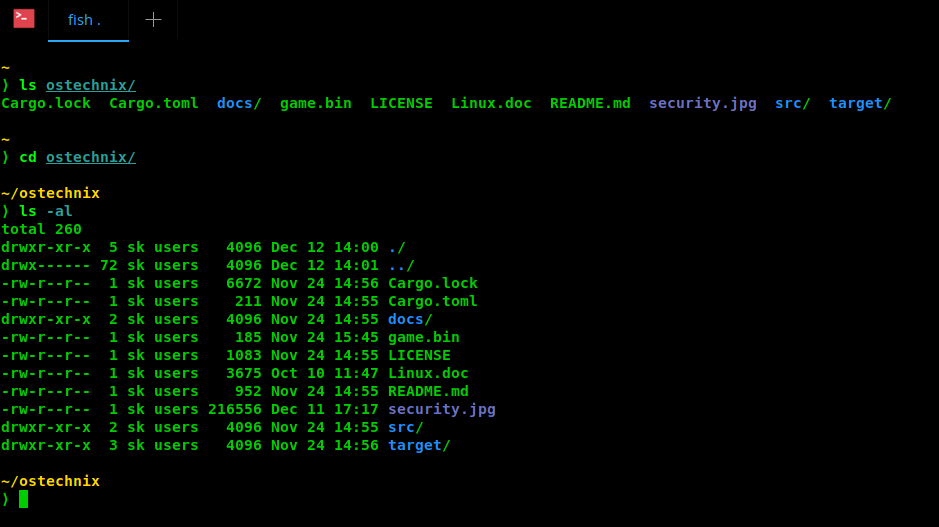 fish .
~
⟩ ls ostechnix/
Cargo.lock  Cargo.toml  docs/  game.bin  LICENSE  Linux.doc  README.md  security.jpg  src/  target/
~
⟩ cd ostechnix/
~/ostechnix
⟩ ls -al
total 260
drwxr-xr-x  5 sk users   4096 Dec 12 14:00 ./
drwx------ 72 sk users   4096 Dec 12 14:01 ../
-rw-r--r--  1 sk users   6672 Nov 24 14:56 Cargo.lock
-rw-r--r--  1 sk users    211 Nov 24 14:55 Cargo.toml
drwxr-xr-x  2 sk users   4096 Nov 24 14:55 docs/
-rw-r--r--  1 sk users    185 Nov 24 15:45 game.bin
-rw-r--r--  1 sk users   1083 Nov 24 14:55 LICENSE
-rw-r--r--  1 sk users   3675 Oct 10 11:47 Linux.doc
-rw-r--r--  1 sk users    952 Nov 24 14:55 README.md
-rw-r--r--  1 sk users 216556 Dec 11 17:17 security.jpg
drwxr-xr-x  2 sk users   4096 Nov 24 14:55 src/
drwxr-xr-x  3 sk users   4096 Nov 24 14:56 target/
~/ostechnix
⟩